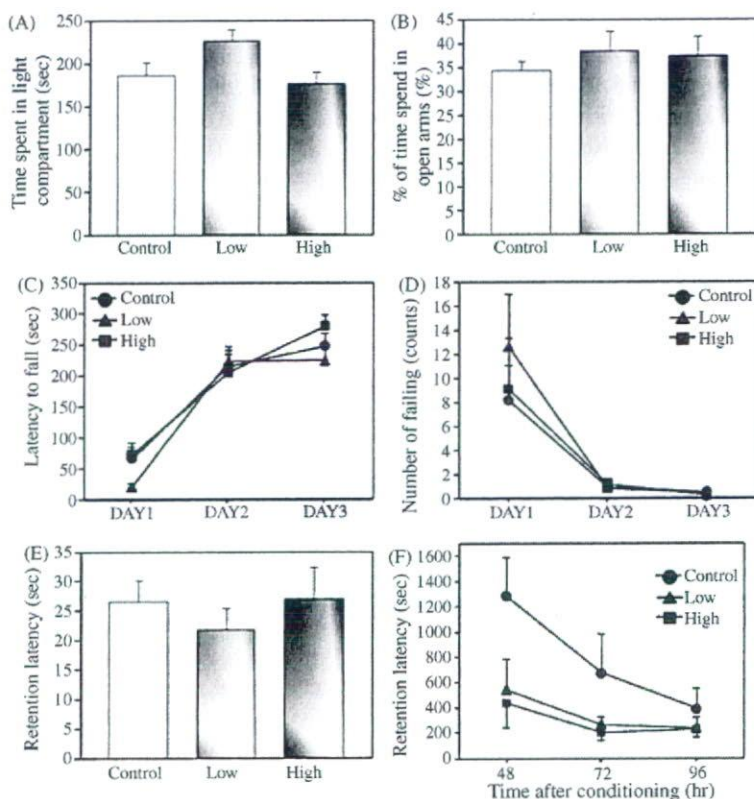 (A)
Time spent in light
compartment (sec)
250
200
150
100
50
0
Control Low High
(B)
% of time spend in
open arms (%)
45
40
35
30
25
20
15
10
5
0
Control Low High
(C)
Latency to fall (sec)
350
300
250
200
150
100
50
0
Control
Low
High
DAY1 DAY2 DAY3
(D)
Number of failing (counts)
18
16
14
12
10
8
6
4
2
0
Control
Low
High
DAY1 DAY2 DAY3
(E)
Retention latency (sec)
35
30
25
20
15
10
5
0
Control Low High
(F)
Retention latency (sec)
1600
1400
1200
1000
800
600
400
200
0
Control
Low
High
48 72 96
Time after conditioning (hr)